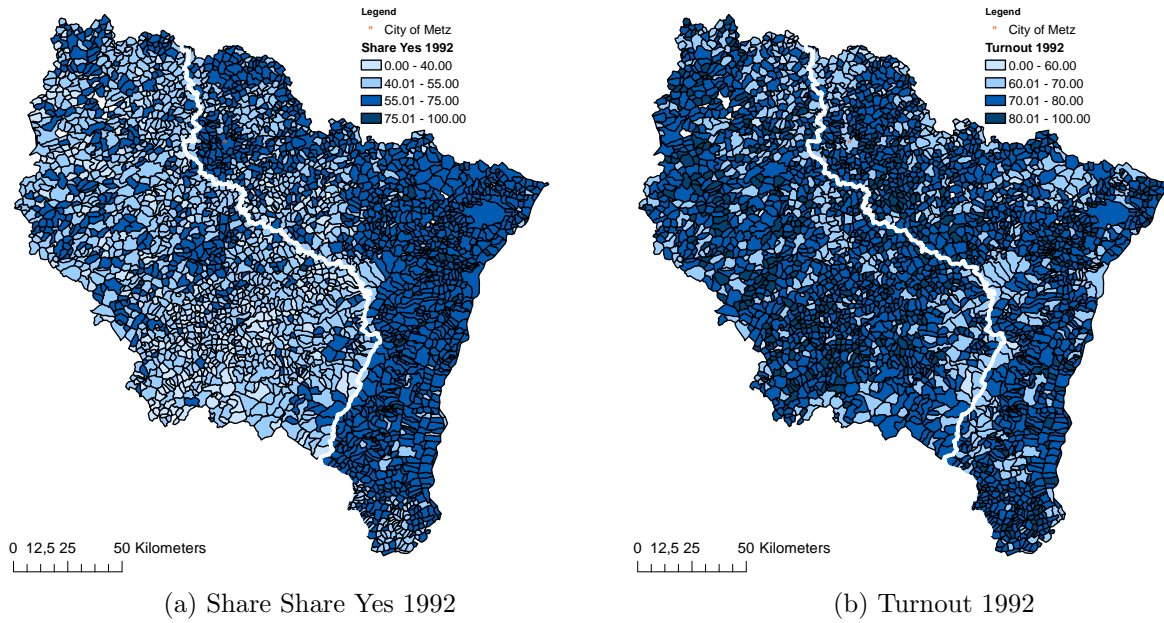 Legend
" City of Metz
Share Yes 1992
0.00 - 40.00
40.01 - 55.00
55.01 - 75.00
75.01 - 100.00
0 12,5 25 50 Kilometers
(a) Share Share Yes 1992
Legend
" City of Metz
Turnout 1992
0.00 - 60.00
60.01 - 70.00
70.01 - 80.00
80.01 - 100.00
0 12,5 25 50 Kilometers
(b) Turnout 1992